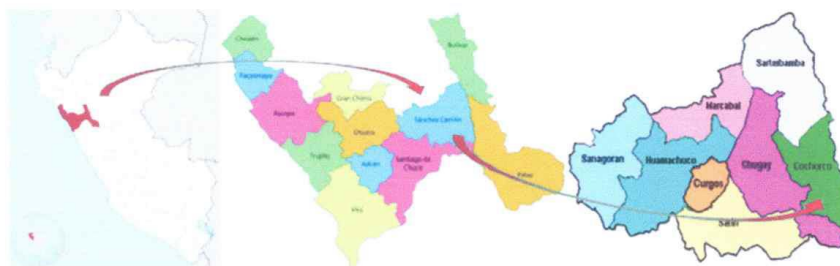 Chepén
Pacasmayo
Ascope
Gran Chimú
Otuzco
Trujillo
Julcán
Santiago de
Chuco
Virú
Sánchez Carrión
Bolívar
Pataz
Sartimbamba
Marcabal
Sanagoran
Huamachuco
Chugay
Cochorco
Curgos
Sarin